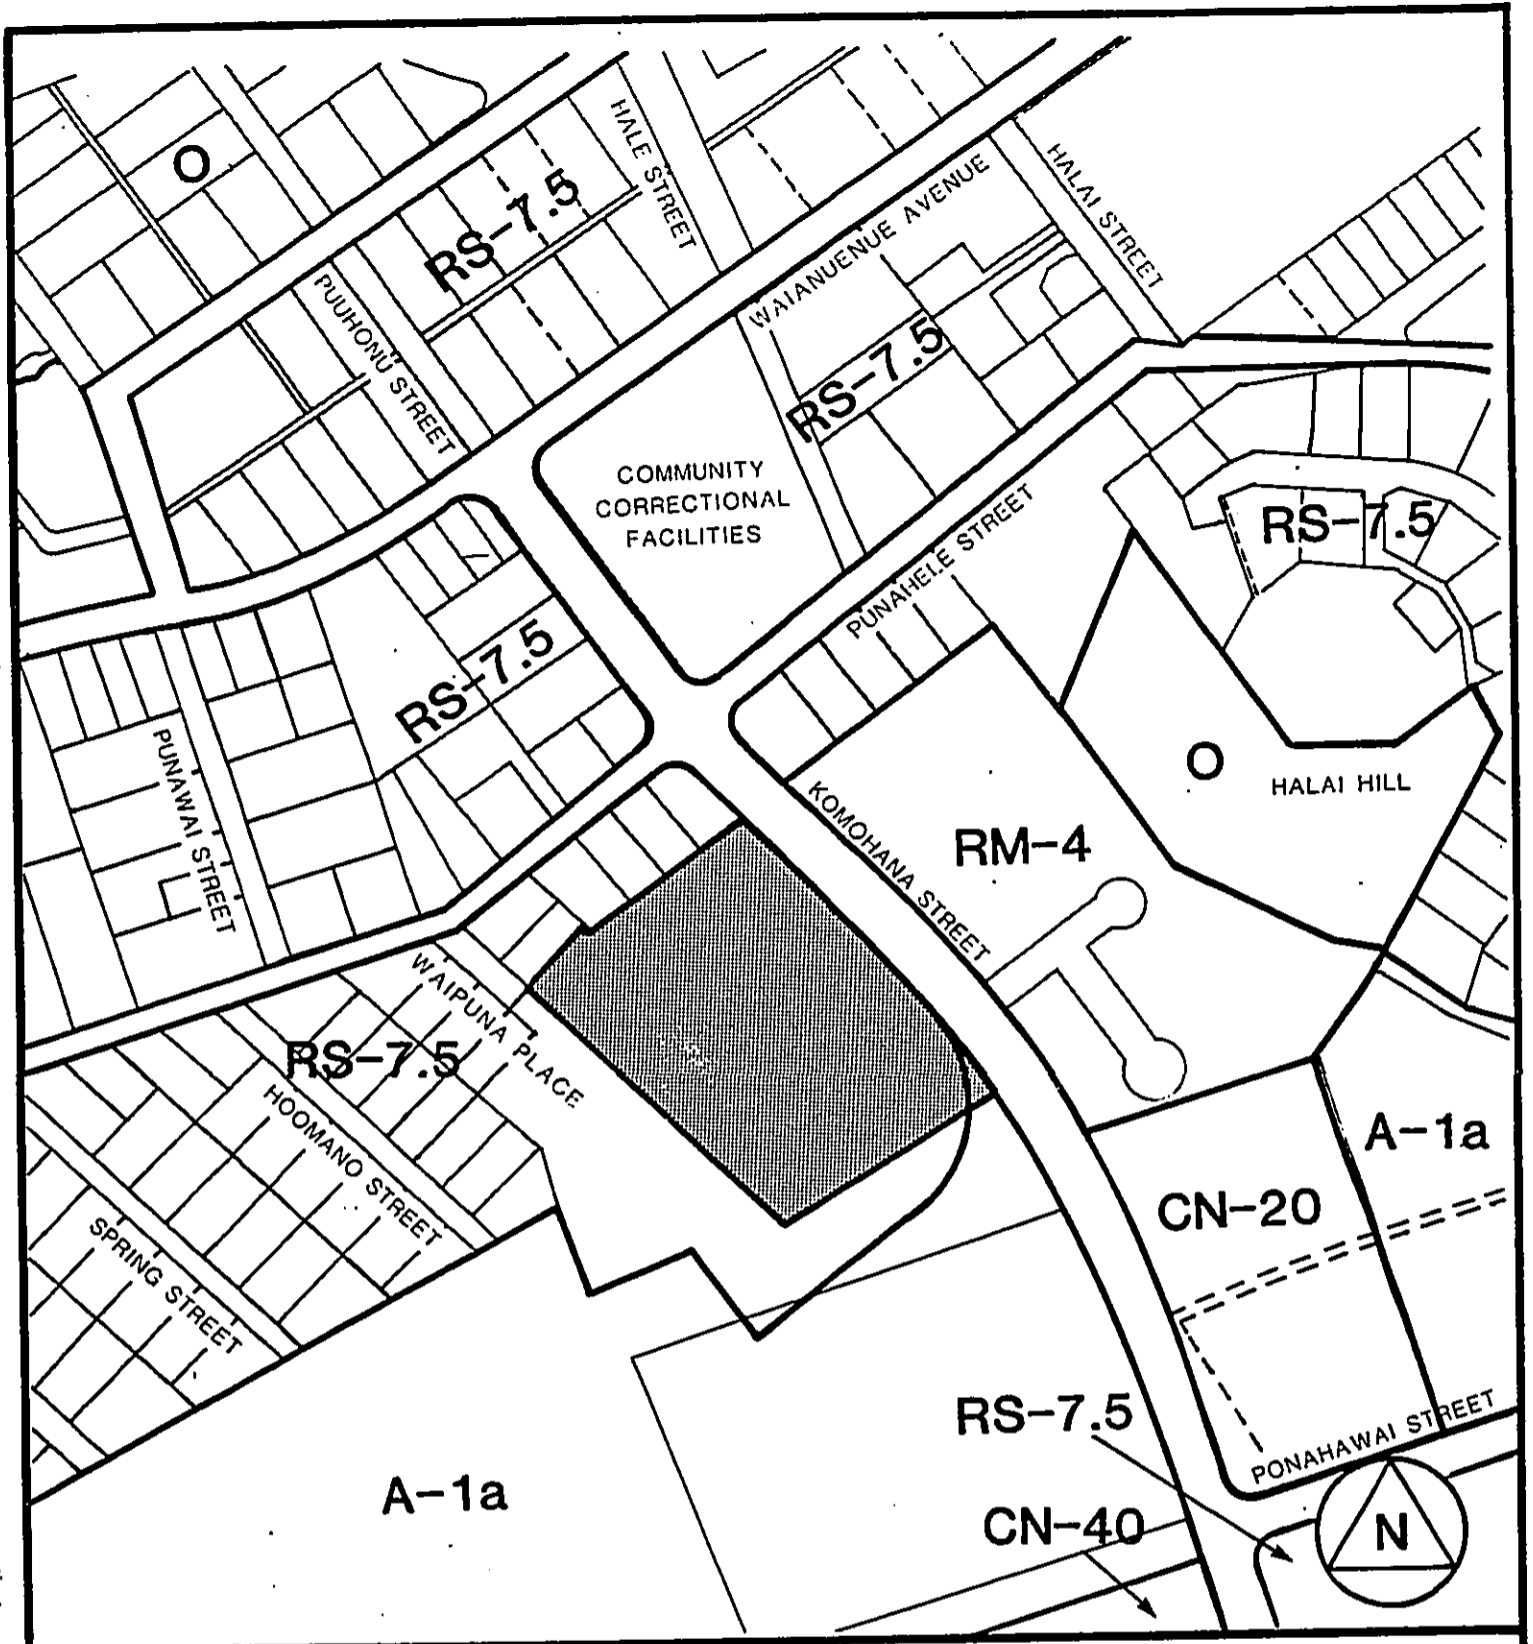 O
HALE STREET
HALAI STREET
RS-7.5
WAIANUENUE AVENUE
PUUHONU STREET
RS-7.5
COMMUNITY
CORRECTIONAL
FACILITIES
RS-7.5
PUNAHELE STREET
RS-7.5
PUNAWAI STREET
O
HALAI HILL
KOMOHANA STREET
RM-4
WAIPUNA PLACE
RS-7.5
HOOMANO STREET
A-1a
CN-20
SPRING STREET
RS-7.5
PONAHAWAI STREET
A-1a
CN-40
N